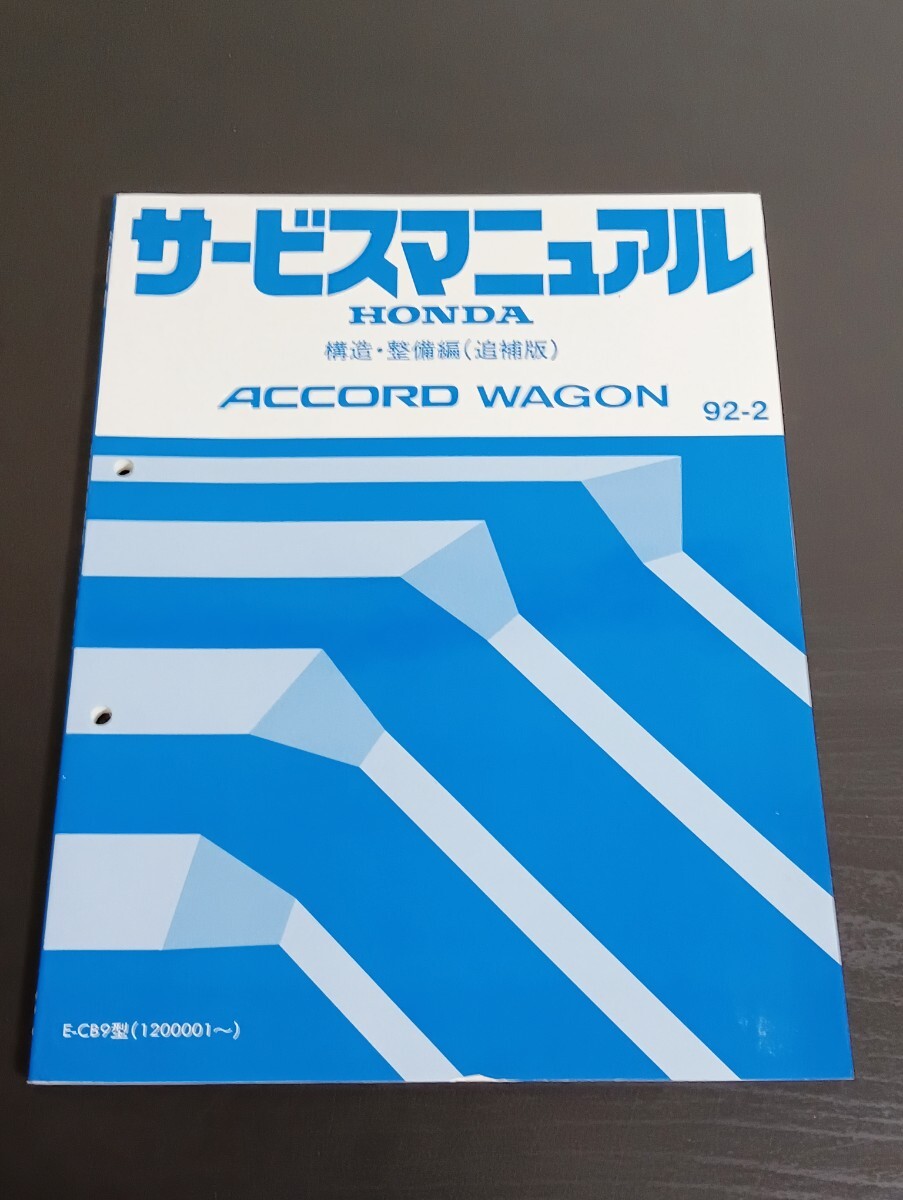 サービスマニュアル
HONDA
構造・整備編(追補版)
ACCORD WAGON 92-2
E-CB9型(1200001〜)